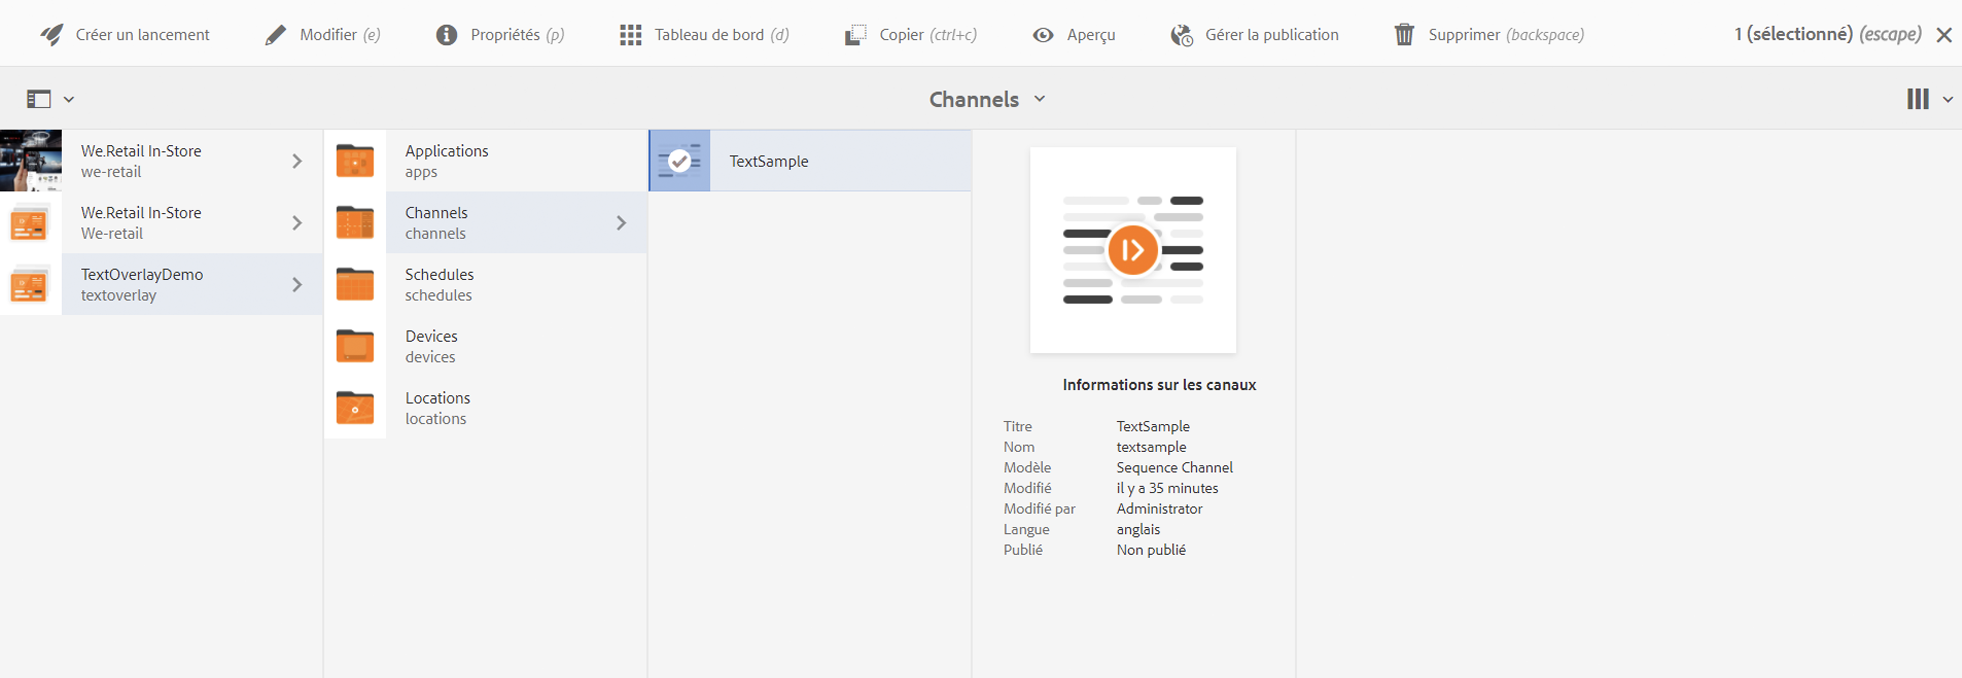 Créer un lancement Modifier (e) Propriétés (p) Tableau de bord (d) Copier (ctrl+c) Aperçu Gérer la publication Supprimer (backspace) 1 (sélectionné) (escape)
Channels
We.Retail In-Store
we-retail
We.Retail In-Store
We-retail
TextOverlayDemo
textoverlay
Applications
apps
Channels
channels
Schedules
schedules
Devices
devices
Locations
locations
TextSample
Informations sur les canaux
Titre TextSample
Nom textsample
Modèle Sequence Channel
Modifié il y a 35 minutes
Modifié par Administrator
Langue anglais
Publié Non publié